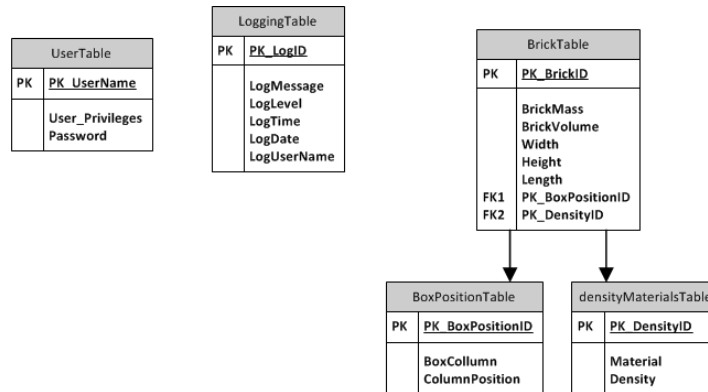 UserTable
PK PK_UserName
User_Privileges
Password
LoggingTable
PK PK_LogID
LogMessage
LogLevel
LogTime
LogDate
LogUserName
BrickTable
PK PK_BrickID
BrickMass
BrickVolume
Width
Height
Length
FK1 PK_BoxPositionID
FK2 PK_DensityID
BoxPositionTable
PK PK_BoxPositionID
BoxCollumn
ColumnPosition
densityMaterialsTable
PK PK_DensityID
Material
Density